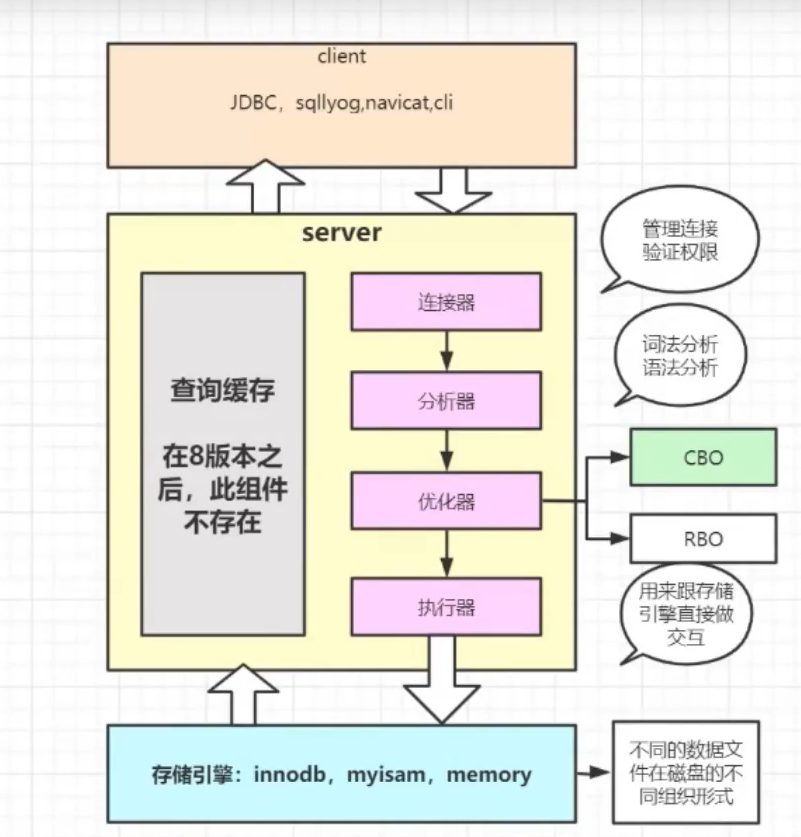 client
JDBC，sqllyog,navicat,cli
server
管理连接
验证权限
连接器
词法分析
语法分析
查询缓存
在8版本之
后，此组件
不存在
分析器
CBO
优化器
RBO
执行器
用来跟存储
引擎直接做
交互
存储引擎：innodb，myisam，memory
不同的数据文
件在磁盘的不
同组织形式